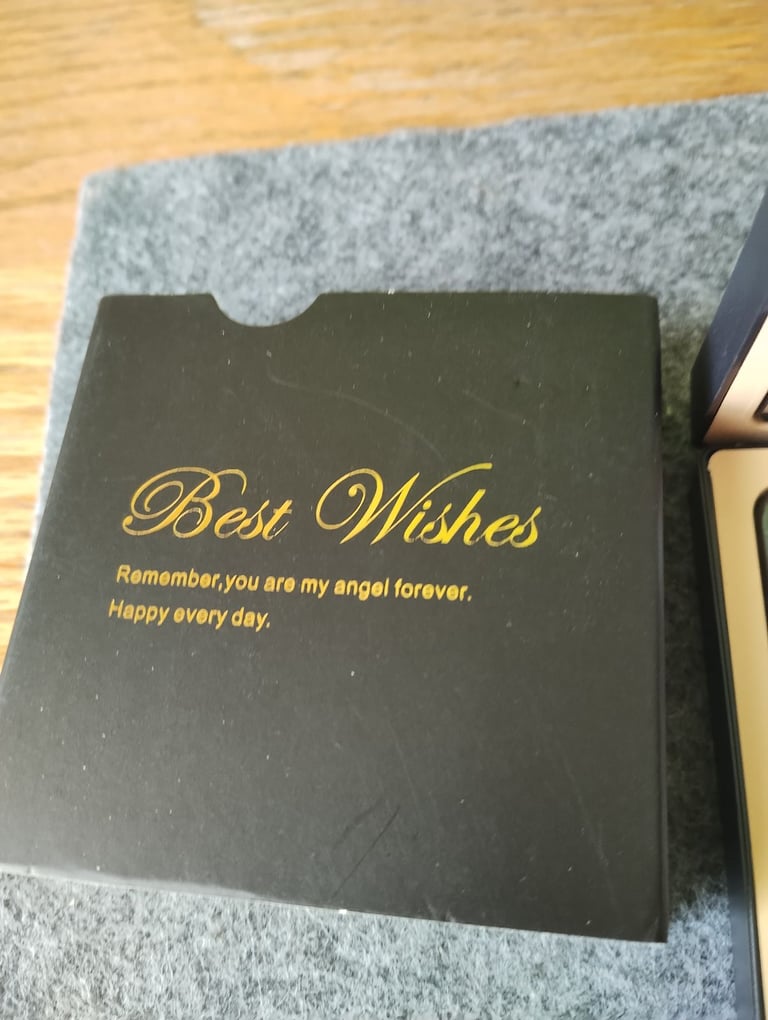 Best Wishes
Remember,you are my angel forever.
Happy every day.